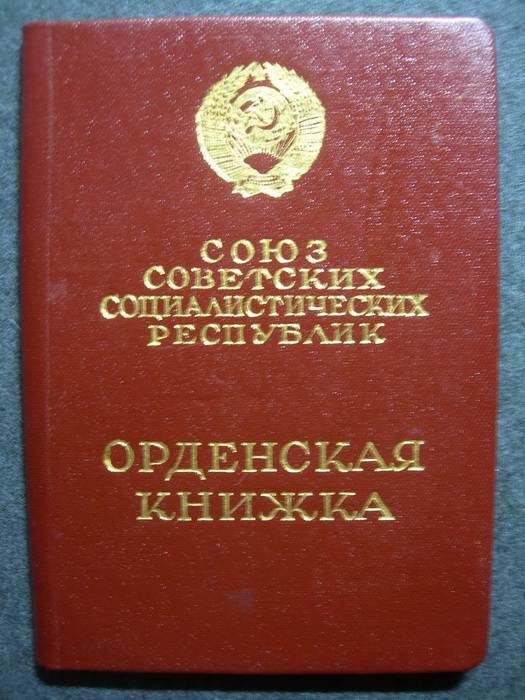 СОЮЗ
СОВЕТСКИХ
СОЦИАЛИСТИЧЕСКИХ
РЕСПУБЛИК
ОРДЕНСКАЯ
КНИЖКА